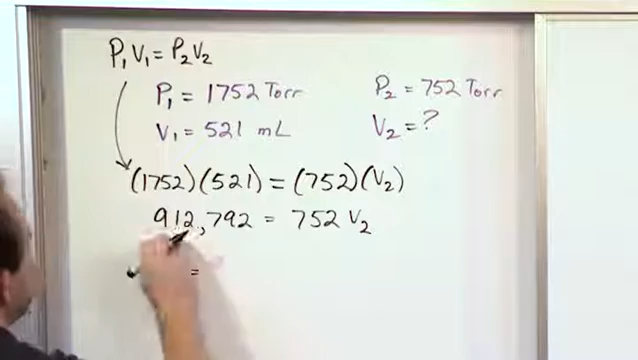 P₁V₁ = P₂V₂
P₁ = 1752 Torr P₂ = 752 Torr
V₁ = 521 mL V₂ = ?
(1752)(521) = (752)(V₂)
912,792 = 752 V₂
=